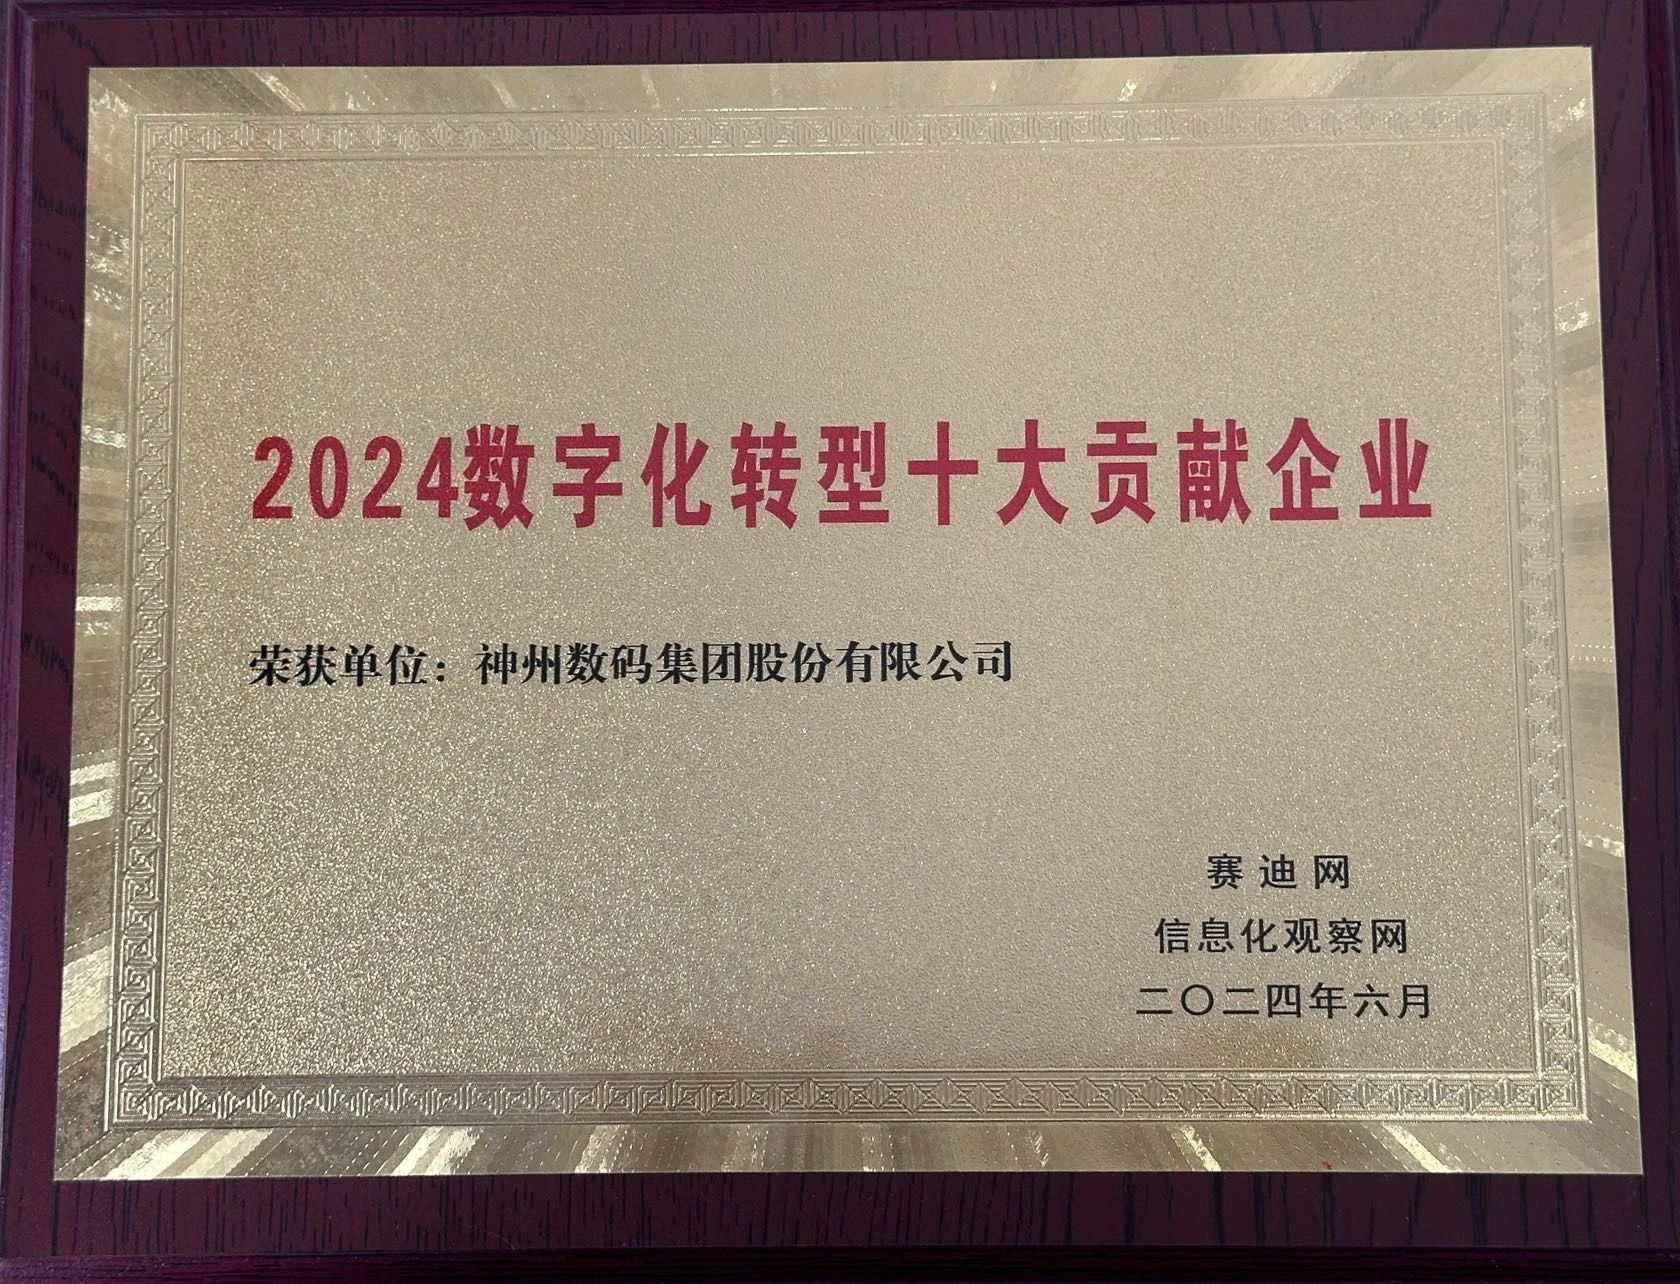 2024数字化转型十大贡献企业
荣获单位：神州数码集团股份有限公司
赛迪网
信息化观察网
二〇二四年六月